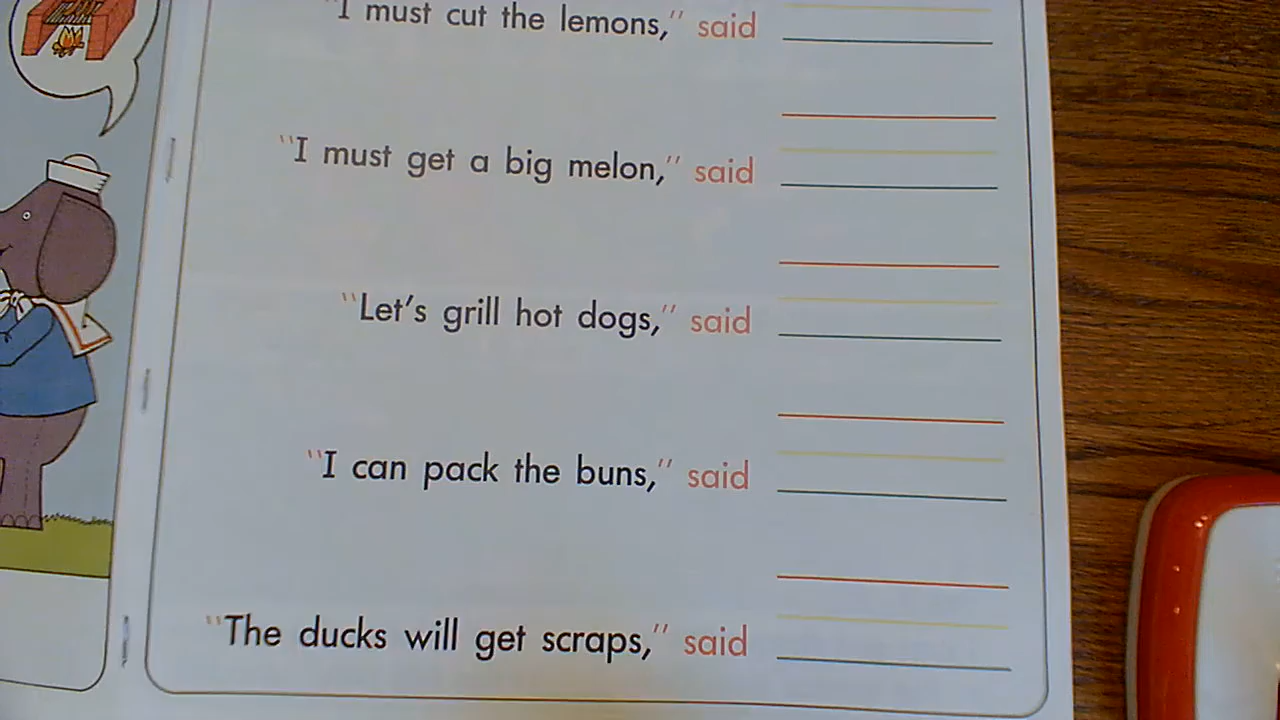 "I must cut the lemons," said
"I must get a big melon," said
"Let's grill hot dogs," said
"I can pack the buns," said
"The ducks will get scraps," said